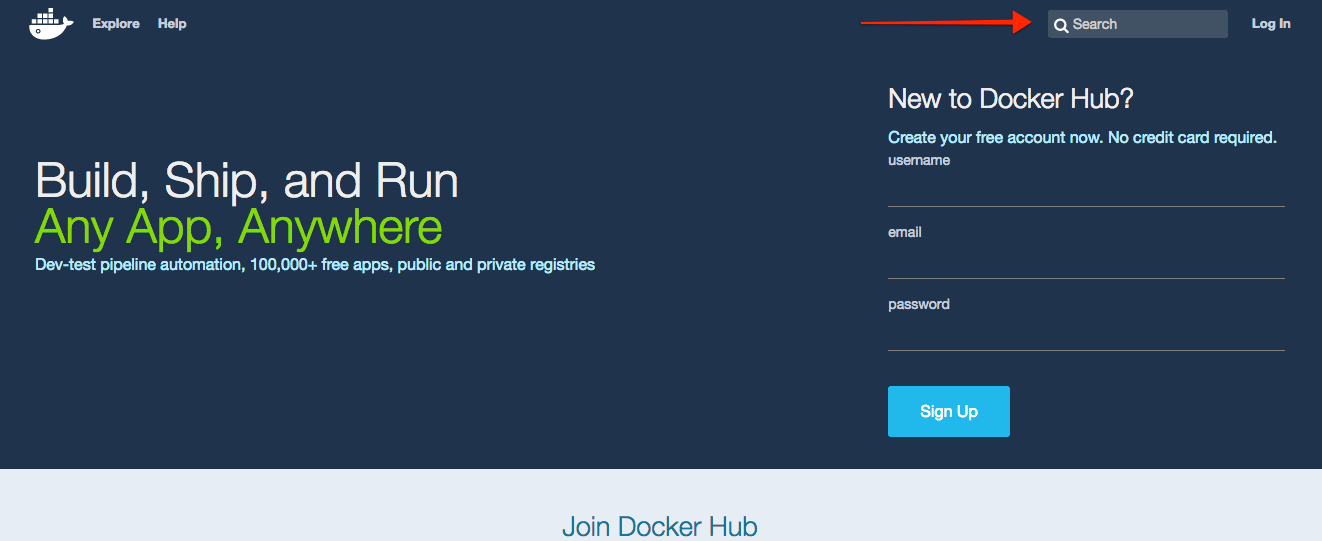 Explore Help Search Log In
New to Docker Hub?
Create your free account now. No credit card required.
username
email
password
Sign Up
Build, Ship, and Run
Any App, Anywhere
Dev-test pipeline automation, 100,000+ free apps, public and private registries
Join Docker Hub